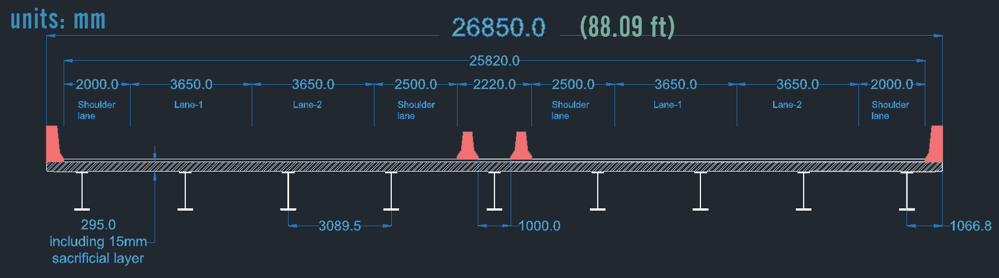 units: mm
26850.0 (88.09 ft)
25820.0
2000.0 3650.0 3650.0 2500.0 2220.0 2500.0 3650.0 3650.0 2000.0
Shoulder lane
Lane-1
Lane-2
Shoulder lane
Shoulder lane
Lane-1
Lane-2
Shoulder lane
295.0
including 15mm
sacrificial layer
3089.5
1000.0
1066.8